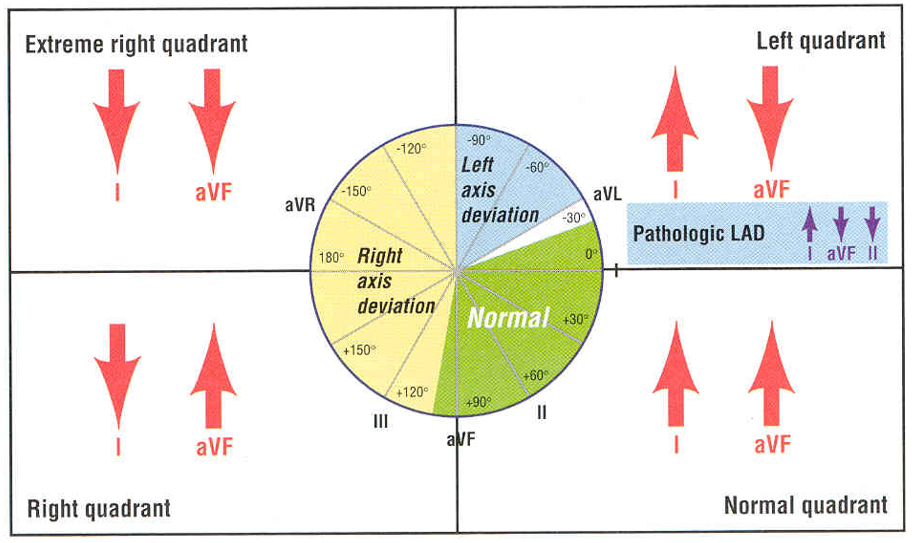 Extreme right quadrant
I aVF
Left quadrant
I aVF
Pathologic LAD
I aVF II
-120°
-90°
-60°
-150°
Left
axis
deviation
aVR
aVL
-30°
180°
Right
axis
deviation
0°
I
Normal
+30°
+150°
+60°
+120°
+90°
III
aVF
II
I aVF
Right quadrant
I aVF
Normal quadrant